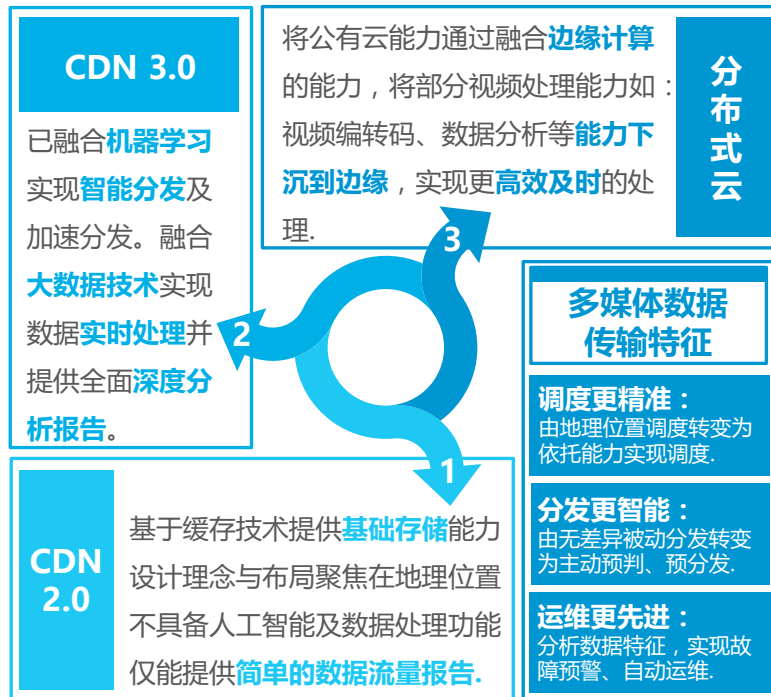 CDN 3.0
已融合机器学习
实现智能分发及
加速分发。融合
大数据技术实现
数据实时处理并
提供全面深度分
析报告。
将公有云能力通过融合边缘计算
的能力，将部分视频处理能力如：
视频编转码、数据分析等能力下
沉到边缘，实现更高效及时的处
理.
分
布
式
云
3
2
1
CDN
2.0
基于缓存技术提供基础存储能力
设计理念与布局聚焦在地理位置
不具备人工智能及数据处理功能
仅能提供简单的数据流量报告.
多媒体数据
传输特征
调度更精准：
由地理位置调度转变为
依托能力实现调度.
分发更智能：
由无差异被动分发转变
为主动预判、预分发.
运维更先进：
分析数据特征，实现故
障预警、自动运维.